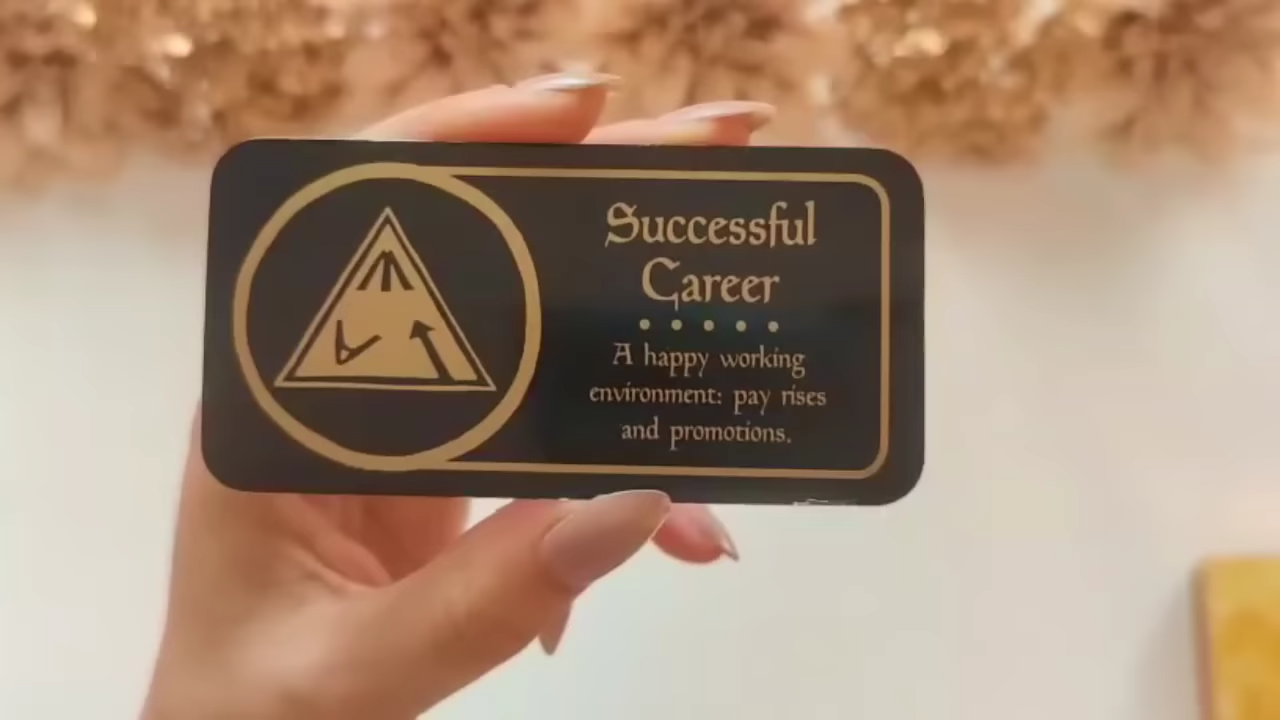 Successful
Career
A happy working
environment: pay rises
and promotions.